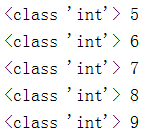 <class 'int'> 5
<class 'int'> 6
<class 'int'> 7
<class 'int'> 8
<class 'int'> 9